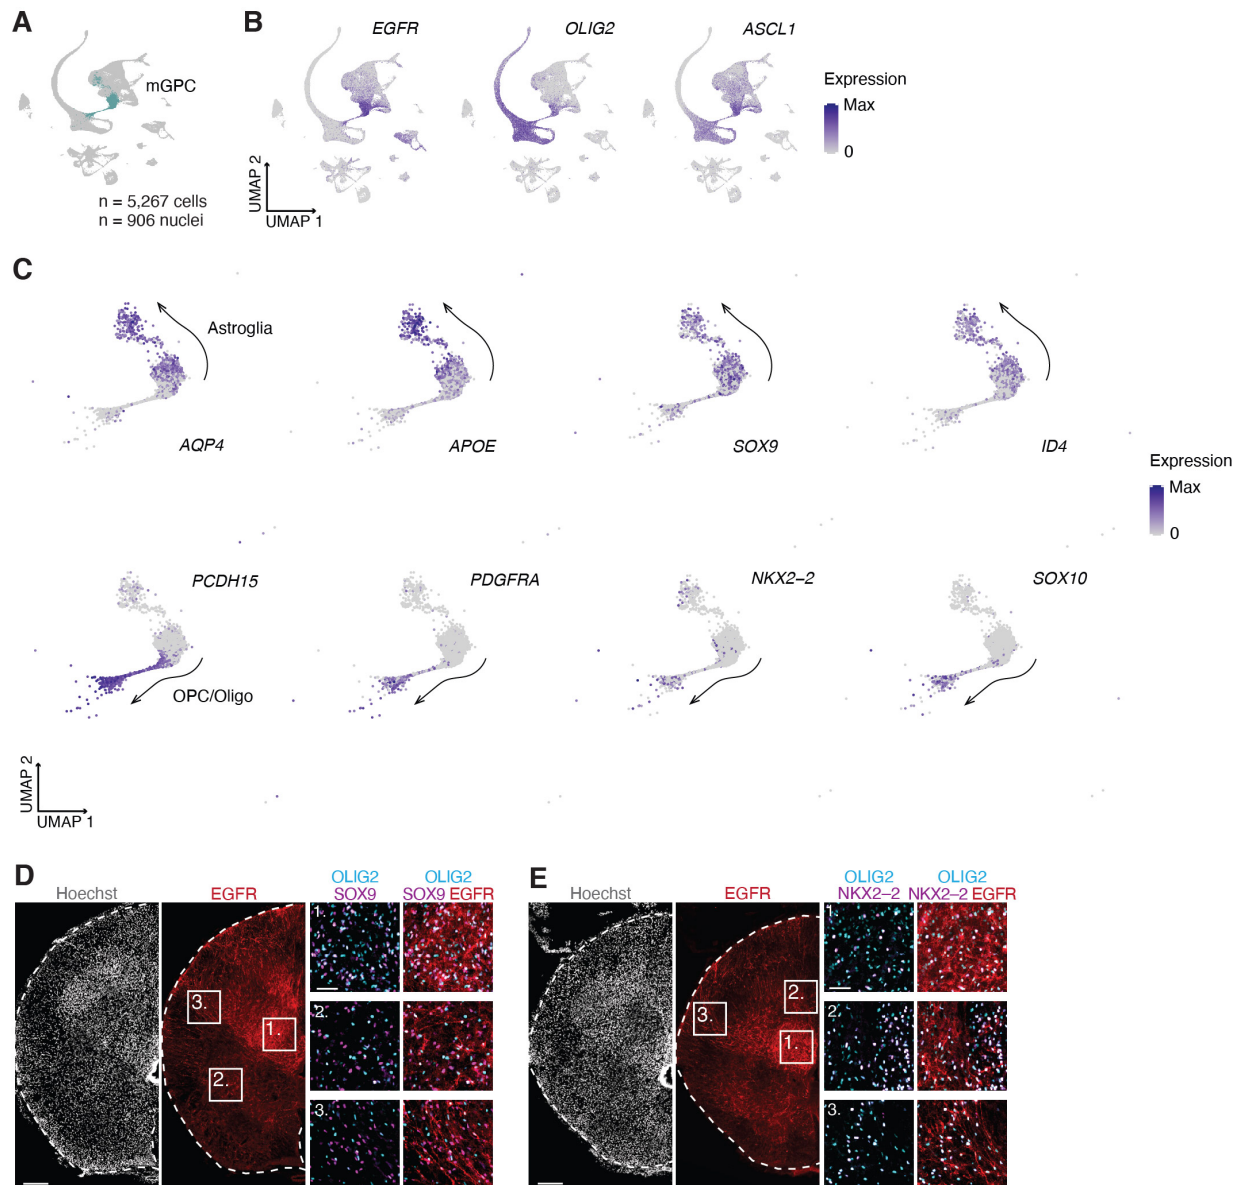 A
mGPC
n = 5,267 cells
n = 906 nuclei
B
EGFR
OLIG2
ASCL1
Expression
Max
0
UMAP 2
UMAP 1
C
Astroglia
AQP4
APOE
SOX9
ID4
Expression
Max
0
PCDH15
PDGFRA
NKX2−2
SOX10
OPC/Oligo
UMAP 2
UMAP 1
D
Hoechst
EGFR
OLIG2
SOX9
OLIG2
SOX9 EGFR
1.
2.
3.
1.
2.
3.
E
Hoechst
EGFR
OLIG2
NKX2−2
OLIG2
NKX2−2 EGFR
1.
2.
3.
1.
2.
3.